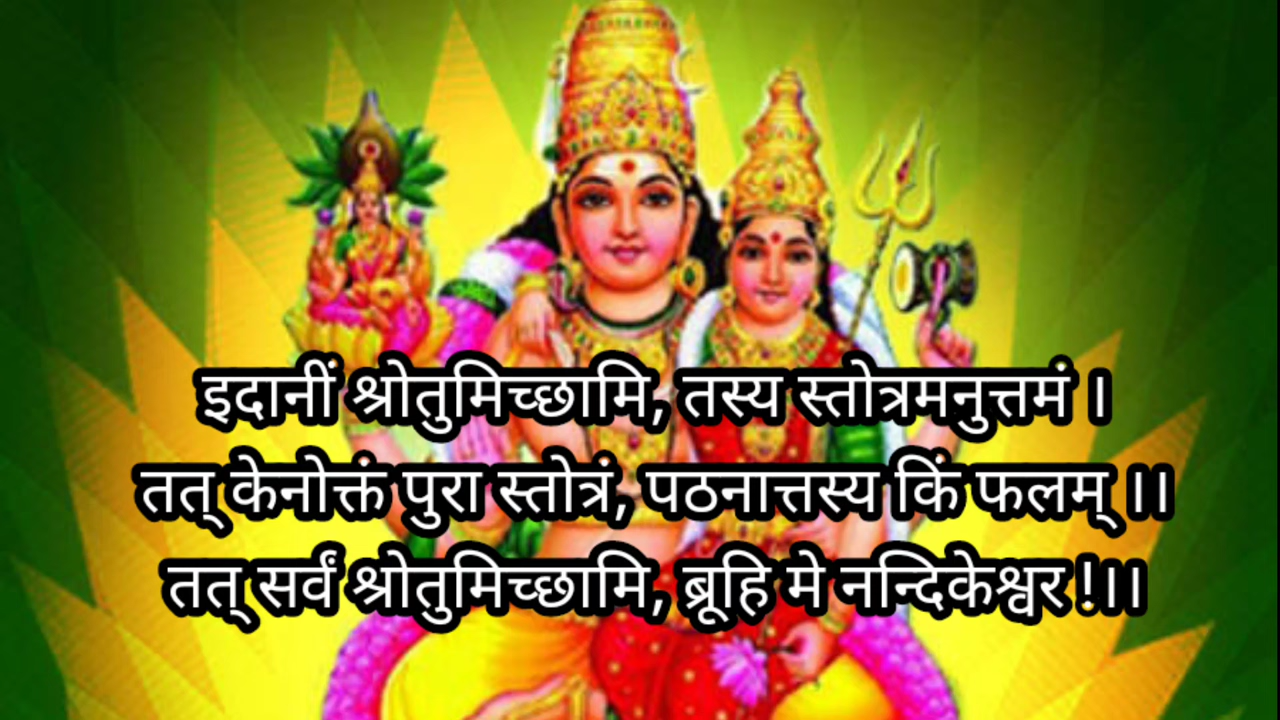 इदानीं श्रोतुमिच्छामि, तस्य स्तोत्रमनुत्तमं ।
तत् केनोक्तं पुरा स्तोत्रं, पठनात्तस्य किं फलम् ।।
तत् सर्वं श्रोतुमिच्छामि, ब्रूहि मे नन्दिकेश्वर !।।